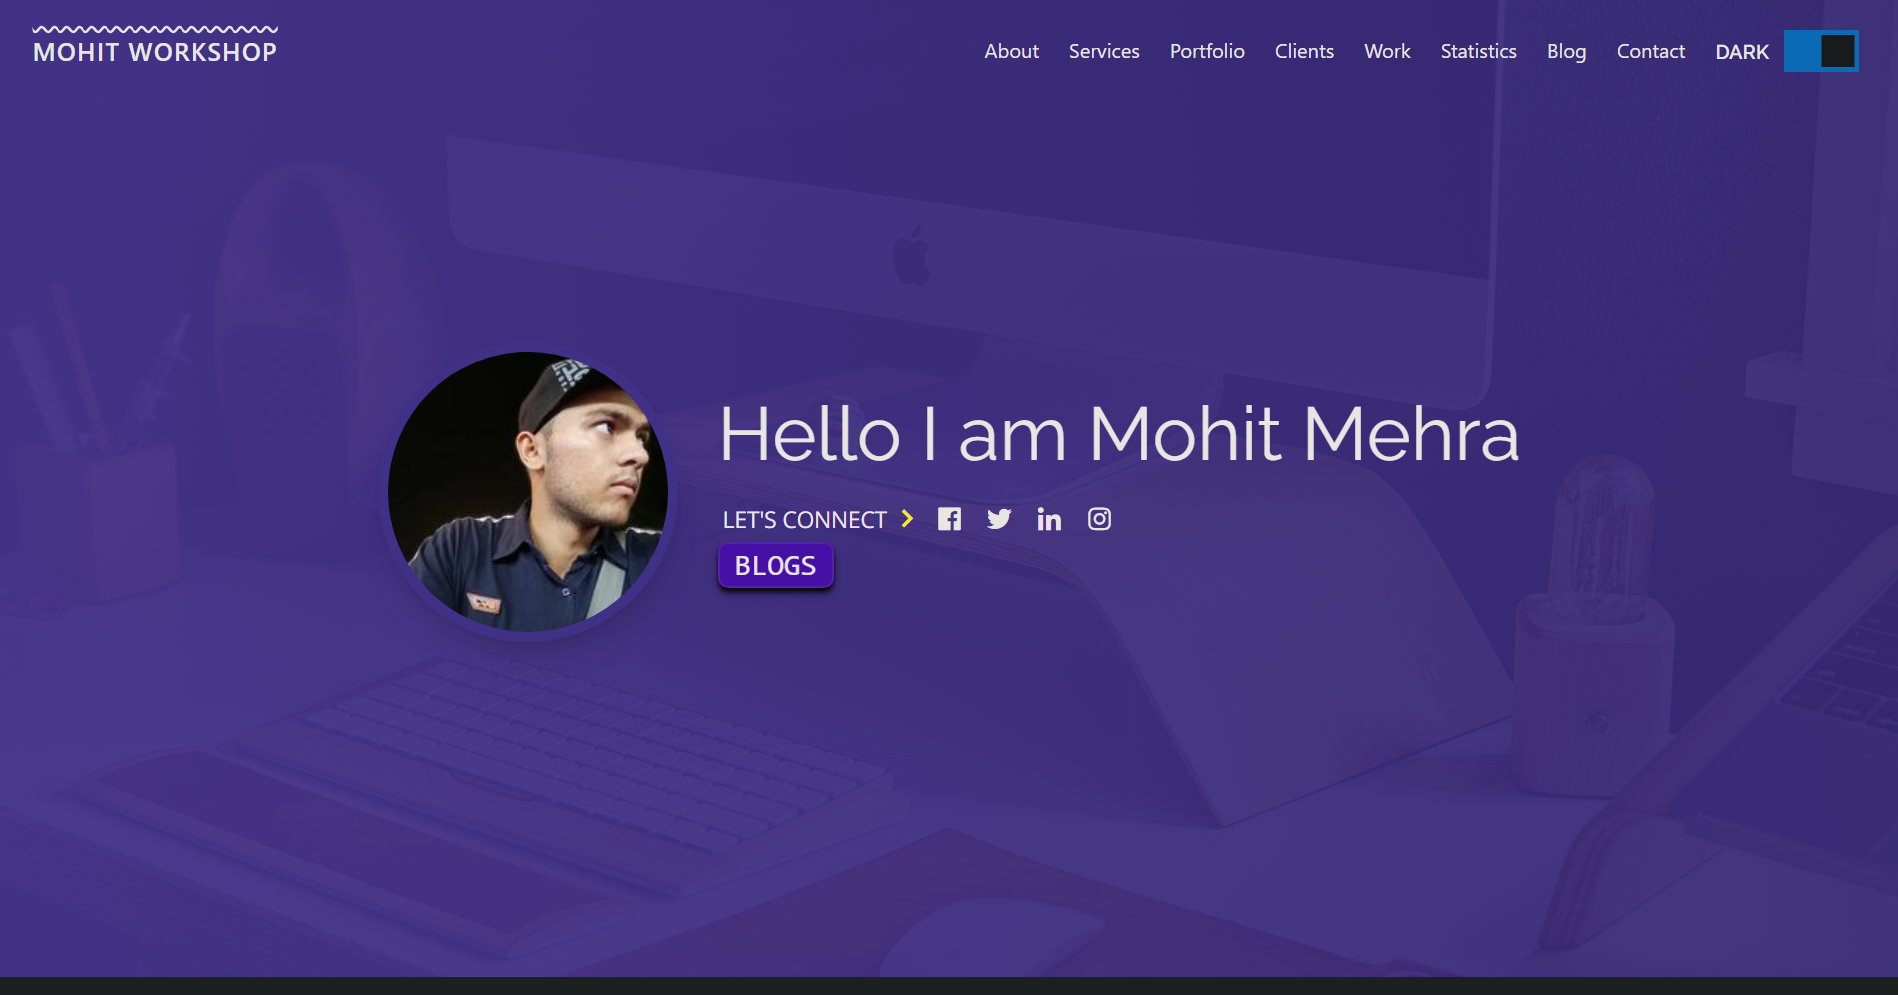 MOHIT WORKSHOP
About Services Portfolio Clients Work Statistics Blog Contact DARK
Hello I am Mohit Mehra
LET'S CONNECT
BLOGS